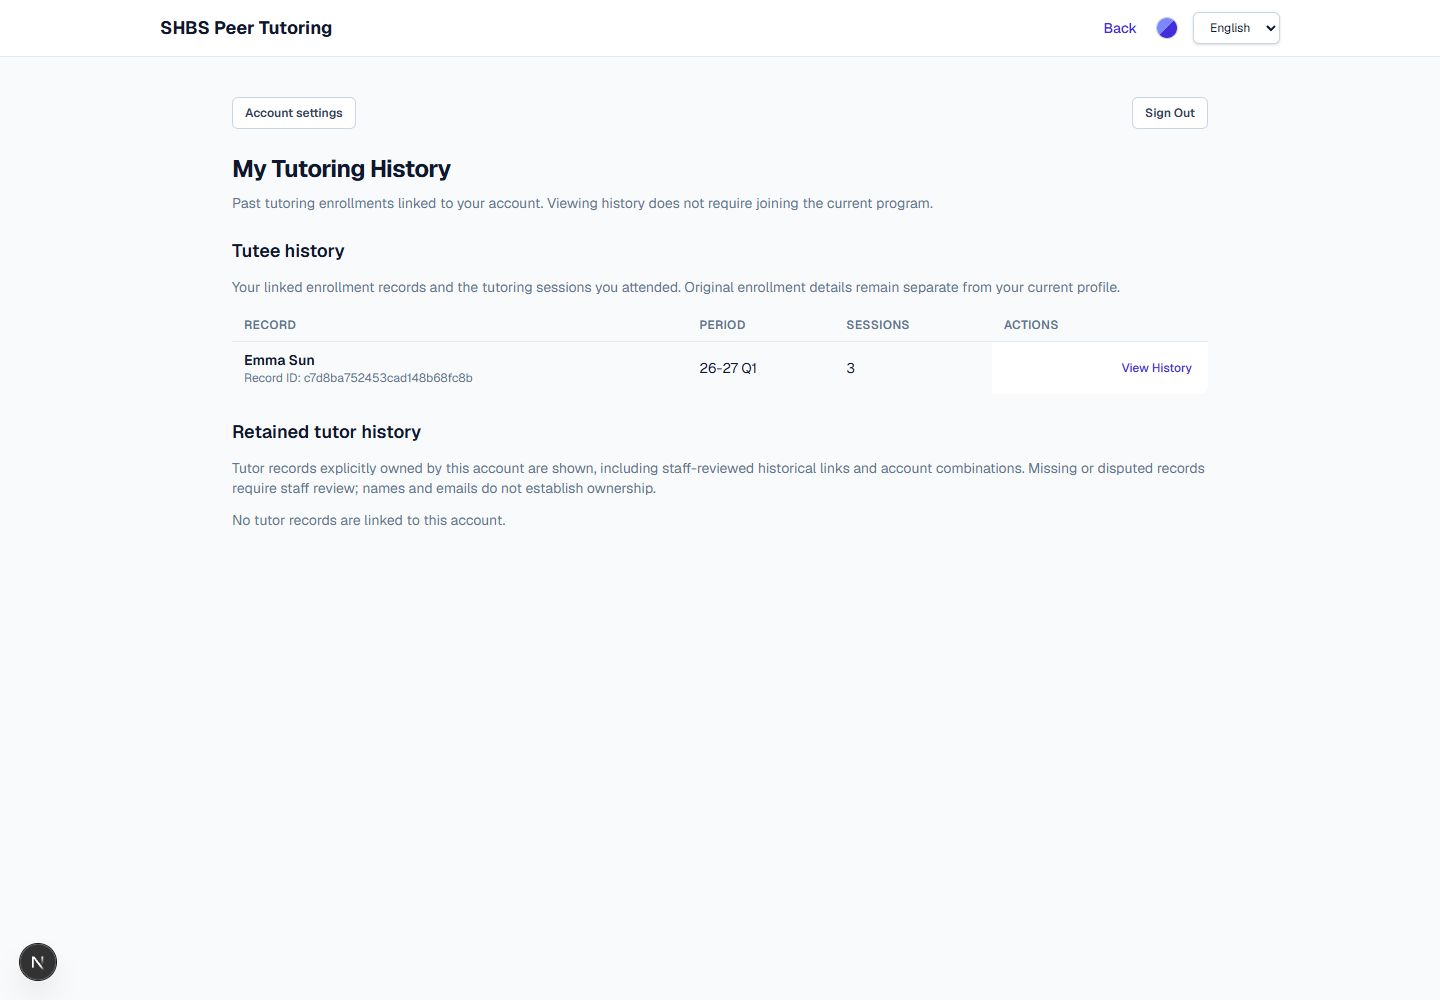 SHBS Peer Tutoring
Back
English
Account settings
Sign Out
My Tutoring History
Past tutoring enrollments linked to your account. Viewing history does not require joining the current program.
Tutee history
Your linked enrollment records and the tutoring sessions you attended. Original enrollment details remain separate from your current profile.
RECORD PERIOD SESSIONS ACTIONS
Emma Sun
Record ID: c7d8ba752453cad148b68fc8b
26-27 Q1 3 View History
Retained tutor history
Tutor records explicitly owned by this account are shown, including staff-reviewed historical links and account combinations. Missing or disputed records
require staff review; names and emails do not establish ownership.
No tutor records are linked to this account.
N